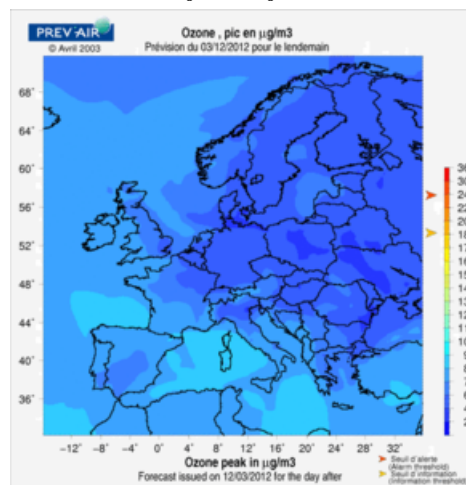 PREV'AIR
© Avril 2003
Ozone , pic en µg/m3
Prévision du 03/12/2012 pour le lendemain
68°
64°
60°
56°
52°
48°
44°
40°
36°
−12° −8° −4° 0° 4° 8° 12° 16° 20° 24° 28° 32°
Ozone peak in µg/m3
Forecast issued on 12/03/2012 for the day after
Seuil d'alerte
(Alarm threshold)
Seuil d'information
(Information threshold)